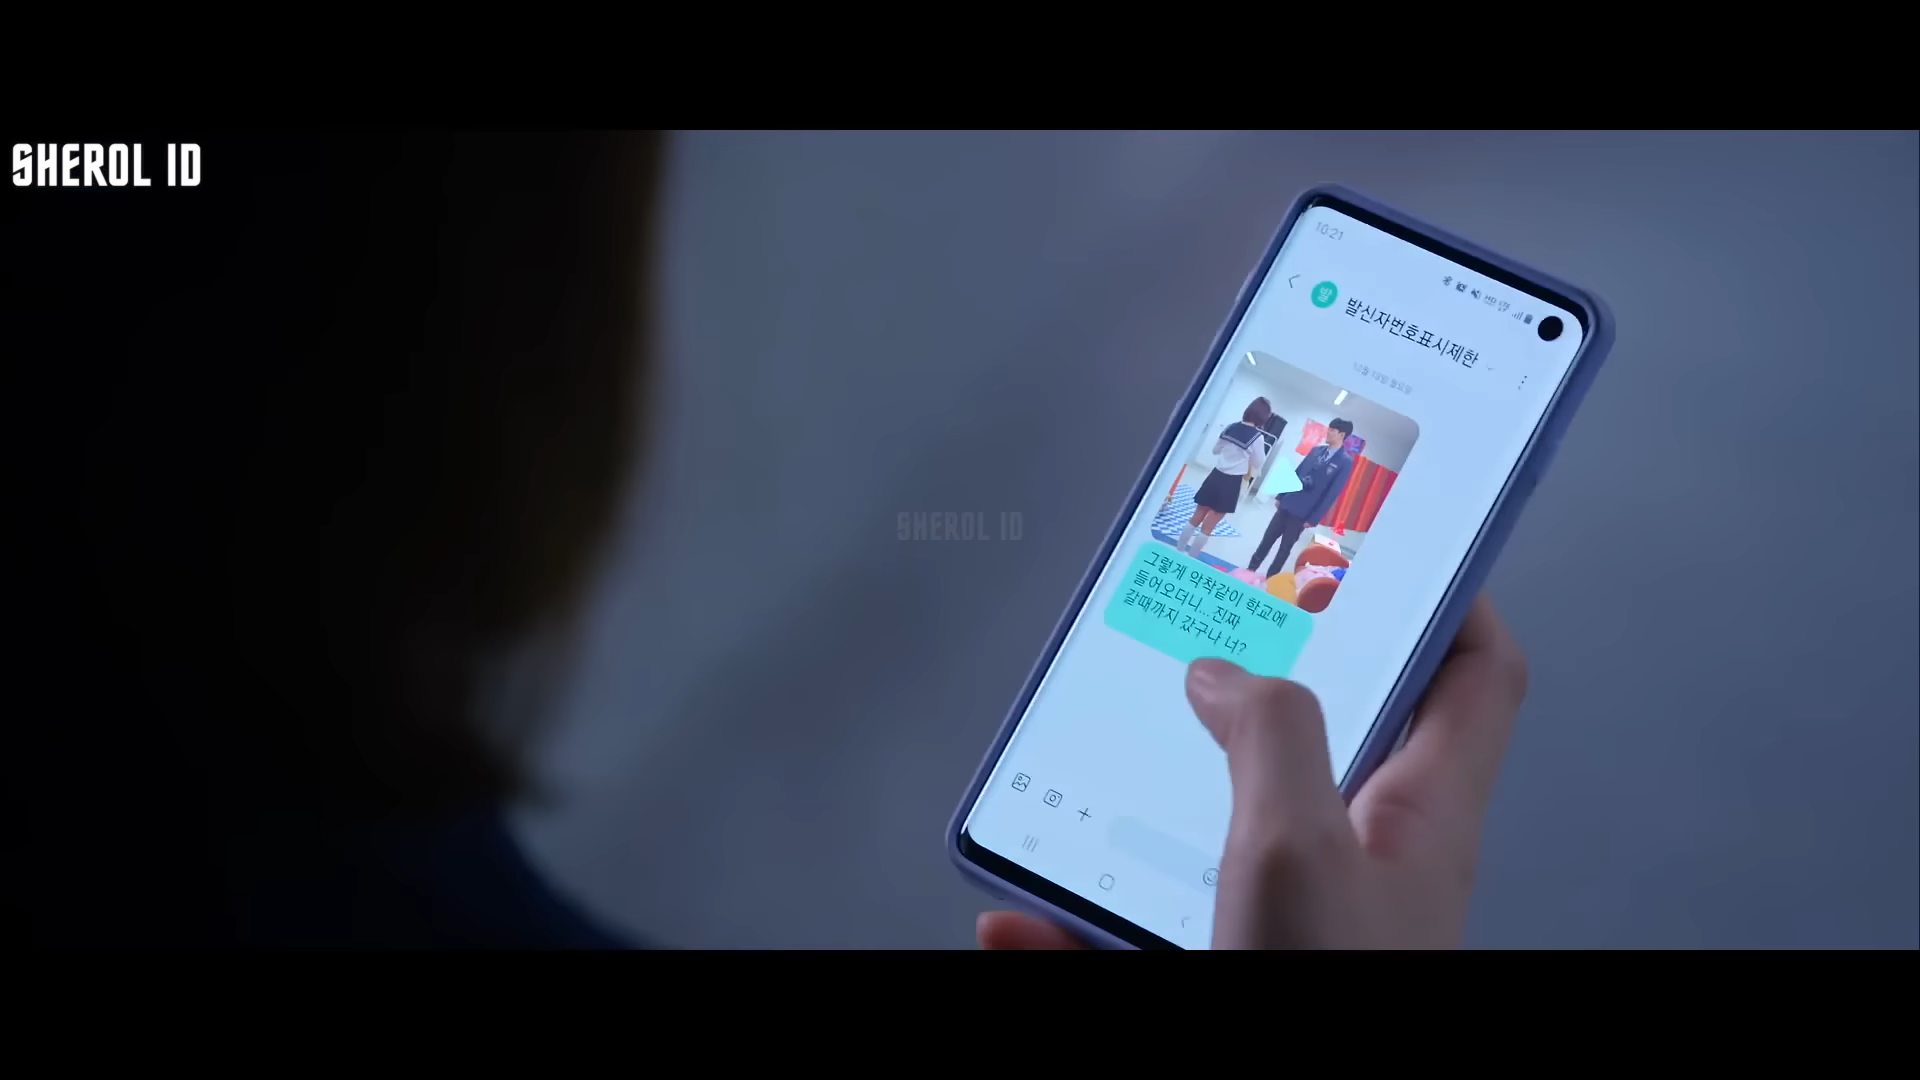 SHEROL ID
10:21
발
발신자번호표시제한
SHEROL ID
그렇게 악착같이 학교에
들어오더니... 진짜
갈때까지 갔구나 너?